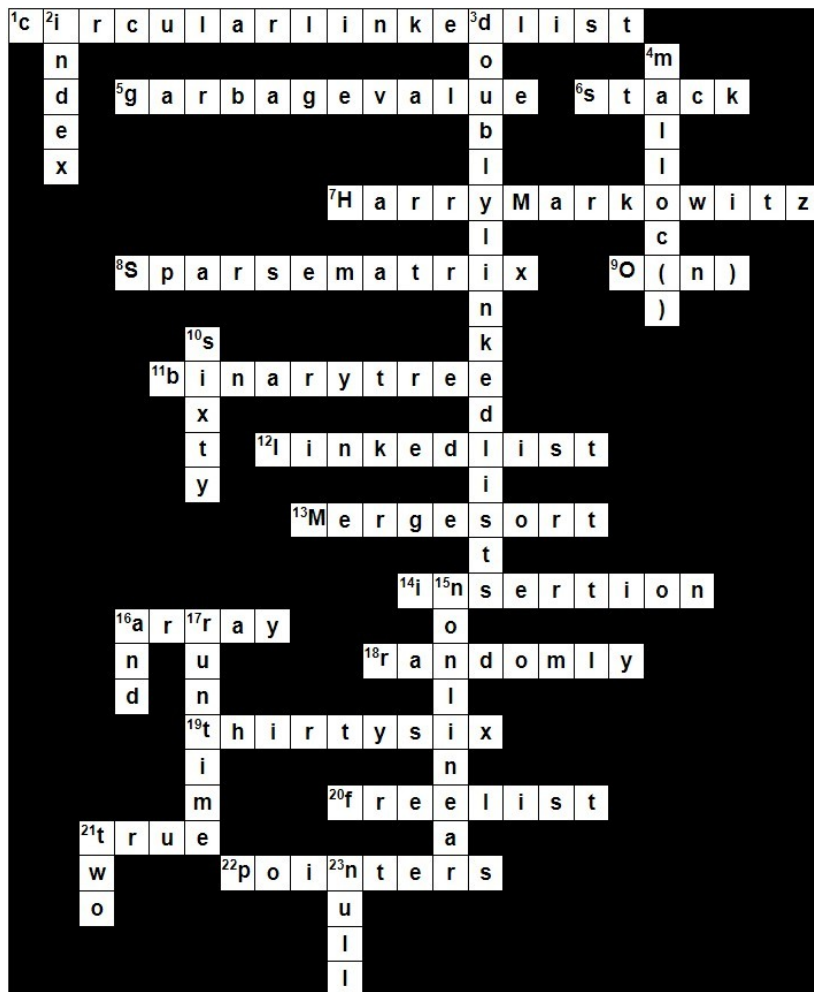 1c 2i r c u l a r l i n k e 3d l i s t
n o 4m
d 5g a r b a g e v a l u e 6s t a c k
e b l
x l l
7H a r r y M a r k o w i t z
l c
8S p a r s e m a t r i x 9O ( n )
n )
10s k
11b i n a r y t r e e
x d
t 12l i n k e d l i s t
y i
13M e r g e s o r t
t
14i 15n s e r t i o n
16a r 17r a y o
n u 18r a n d o m l y
d n l
19t h i r t y s i x
i n
m 20f r e e l i s t
21t r u e a
w 22p o i 23n t e r s
o u
l
l